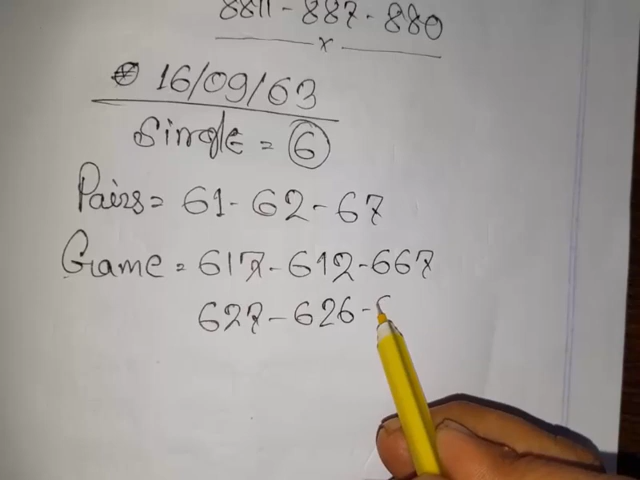 8811 - 887 - 880
x
16/09/63
Single = 6
Pairs = 61 - 62 - 67
Game = 617 - 612 - 667
627 - 626 -